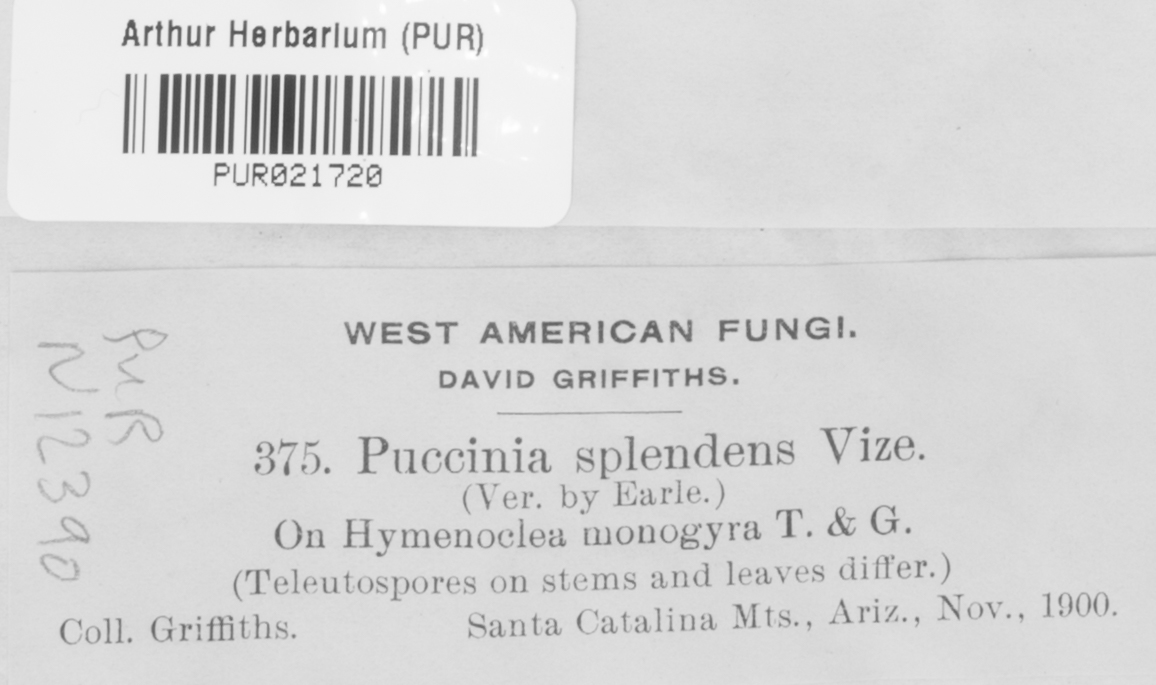 Arthur Herbarium (PUR)
PUR021720
PUR
N12390
WEST AMERICAN FUNGI.
DAVID GRIFFITHS.
375. Puccinia splendens Vize.
(Ver. by Earle.)
On Hymenoclea monogyra T. & G.
(Teleutospores on stems and leaves differ.)
Coll. Griffiths. Santa Catalina Mts., Ariz., Nov., 1900.